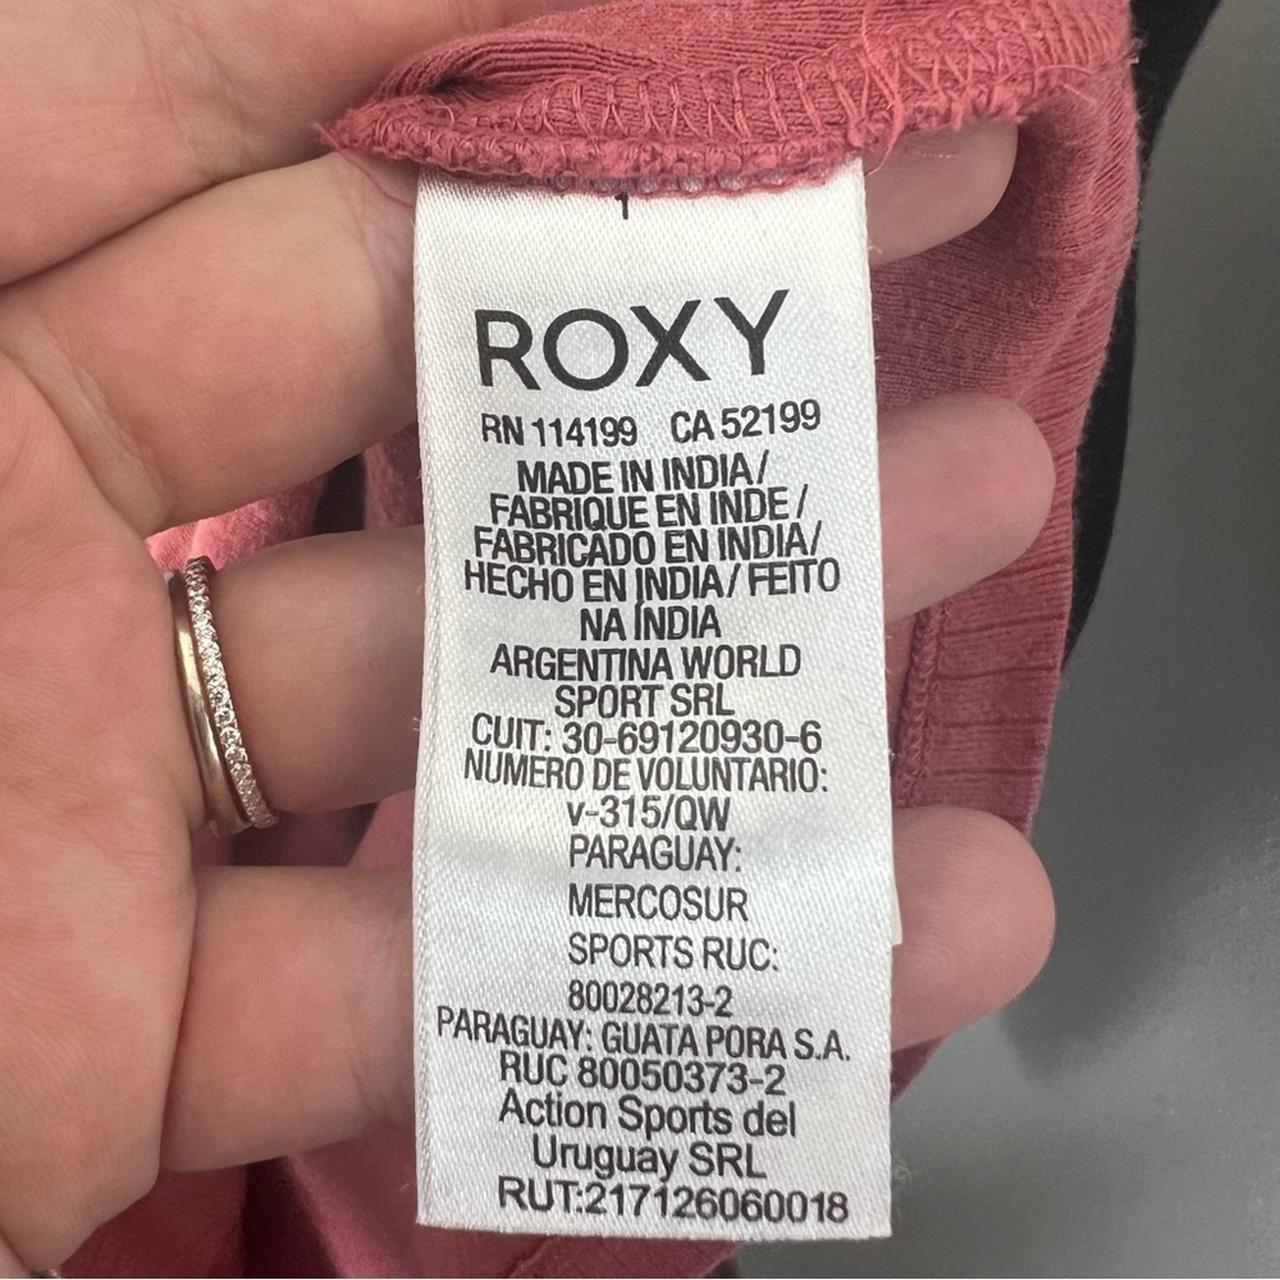 1
ROXY
RN 114199 CA 52199
MADE IN INDIA/
FABRIQUE EN INDE /
FABRICADO EN INDIA/
HECHO EN INDIA/ FEITO
NA ÍNDIA
ARGENTINA WORLD
SPORT SRL
CUIT: 30-69120930-6
NUMERO DE VOLUNTARIO:
v-315/QW
PARAGUAY:
MERCOSUR
SPORTS RUC:
80028213-2
PARAGUAY: GUATA PORA S.A.
RUC 80050373-2
Action Sports del
Uruguay SRL
RUT:217126060018